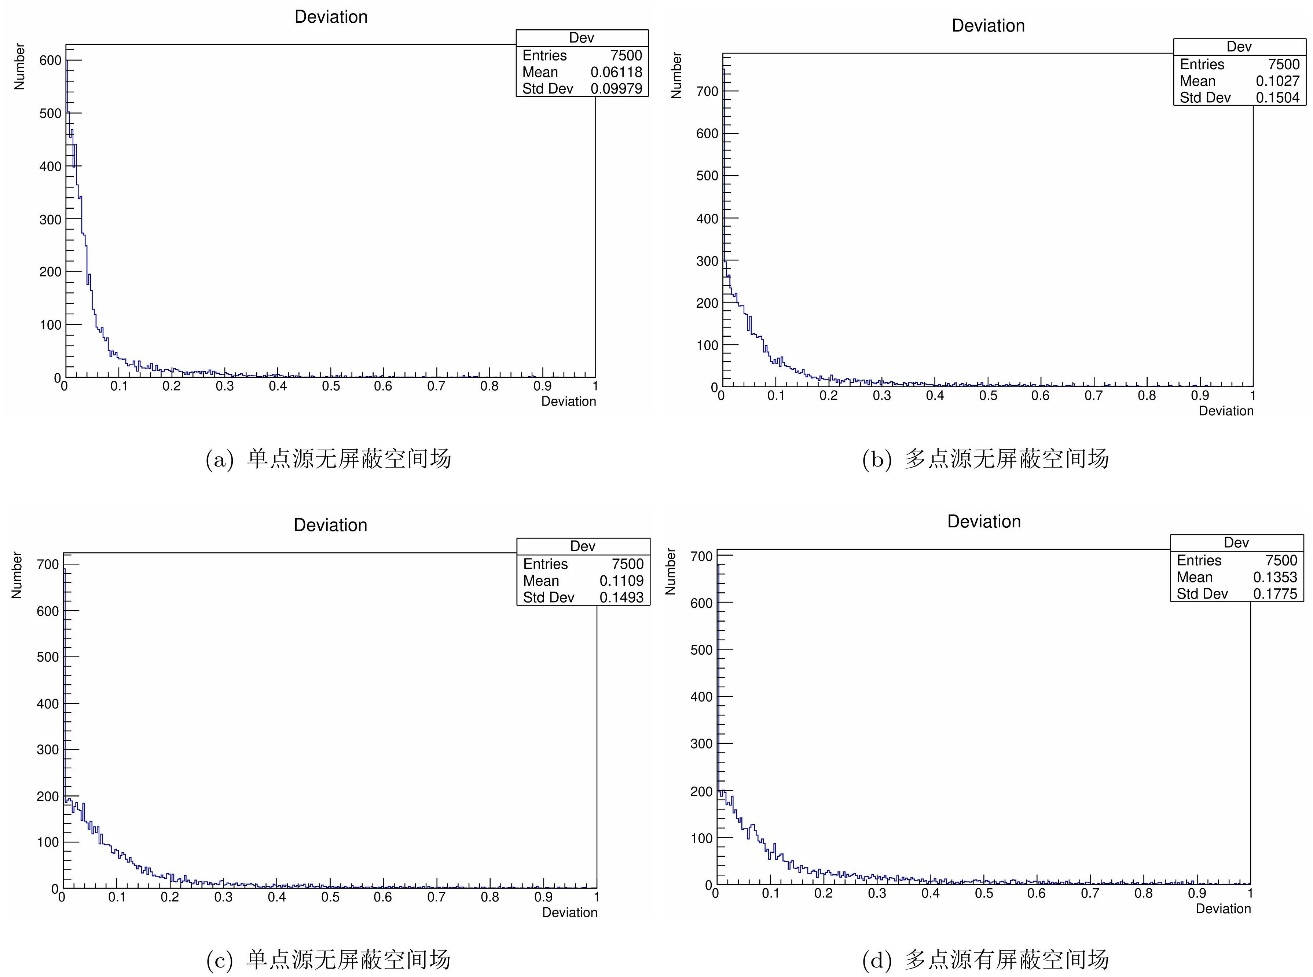 Deviation
Number
Dev
Entries 7500
Mean 0.06118
Std Dev 0.09979
600
500
400
300
200
100
0
0 0.1 0.2 0.3 0.4 0.5 0.6 0.7 0.8 0.9 1
Deviation
(a) 单点源无屏蔽空间场
Deviation
Number
Dev
Entries 7500
Mean 0.1027
Std Dev 0.1504
700
600
500
400
300
200
100
0
0 0.1 0.2 0.3 0.4 0.5 0.6 0.7 0.8 0.9 1
Deviation
(b) 多点源无屏蔽空间场
Deviation
Number
Dev
Entries 7500
Mean 0.1109
Std Dev 0.1493
700
600
500
400
300
200
100
0
0 0.1 0.2 0.3 0.4 0.5 0.6 0.7 0.8 0.9 1
Deviation
(c) 单点源无屏蔽空间场
Deviation
Number
Dev
Entries 7500
Mean 0.1353
Std Dev 0.1775
700
600
500
400
300
200
100
0
0 0.1 0.2 0.3 0.4 0.5 0.6 0.7 0.8 0.9 1
Deviation
(d) 多点源有屏蔽空间场